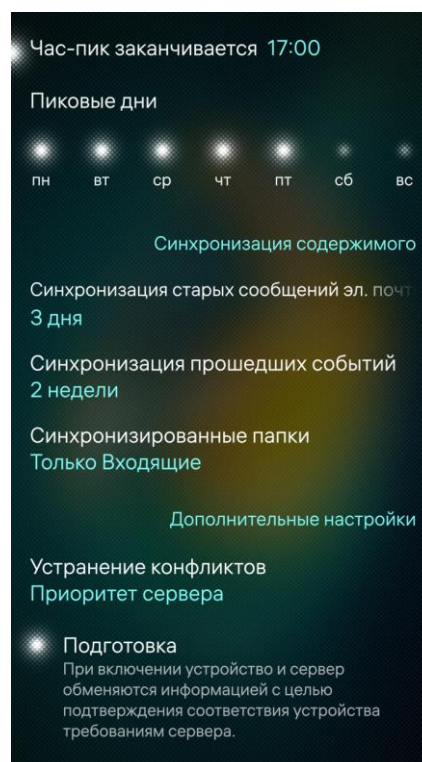 Час-пик заканчивается 17:00
Пиковые дни
пн вт ср чт пт сб вс
Синхронизация содержимого
Синхронизация старых сообщений эл. почт
3 дня
Синхронизация прошедших событий
2 недели
Синхронизированные папки
Только Входящие
Дополнительные настройки
Устранение конфликтов
Приоритет сервера
Подготовка
При включении устройство и сервер
обмениваются информацией с целью
подтверждения соответствия устройства
требованиям сервера.